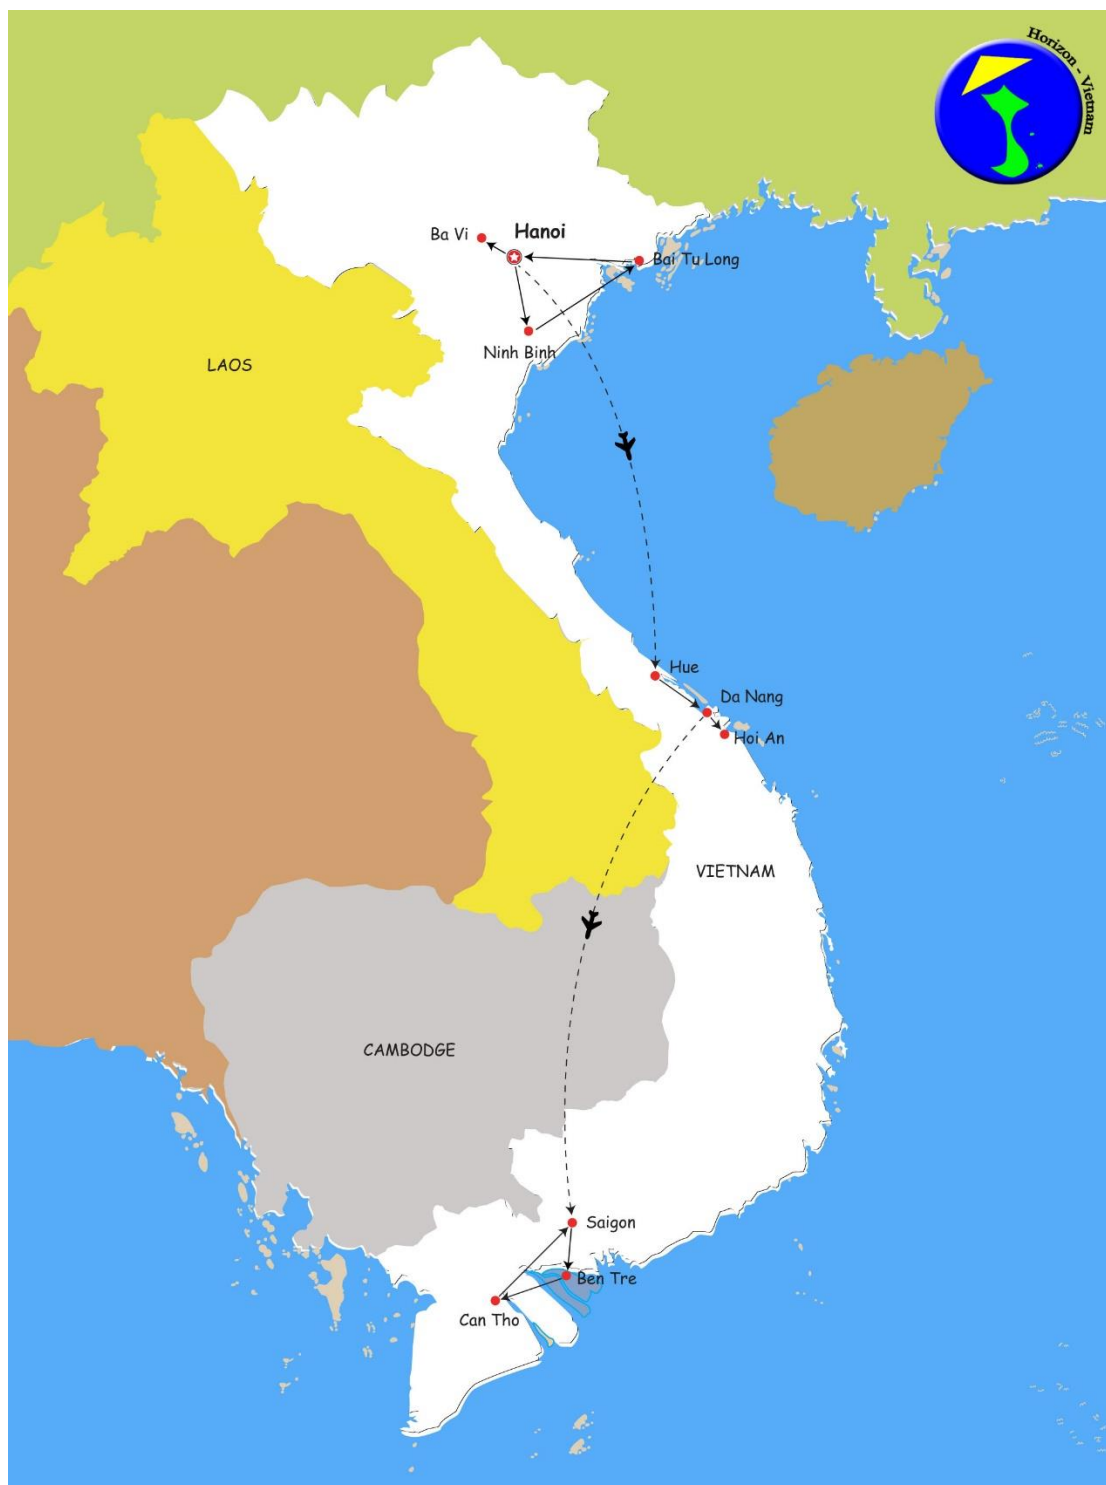 Horizon - Vietnam
Ba Vi
Hanoi
Bai Tu Long
Ninh Binh
LAOS
Hue
Da Nang
Hoi An
VIETNAM
CAMBODGE
Saigon
Ben Tre
Can Tho